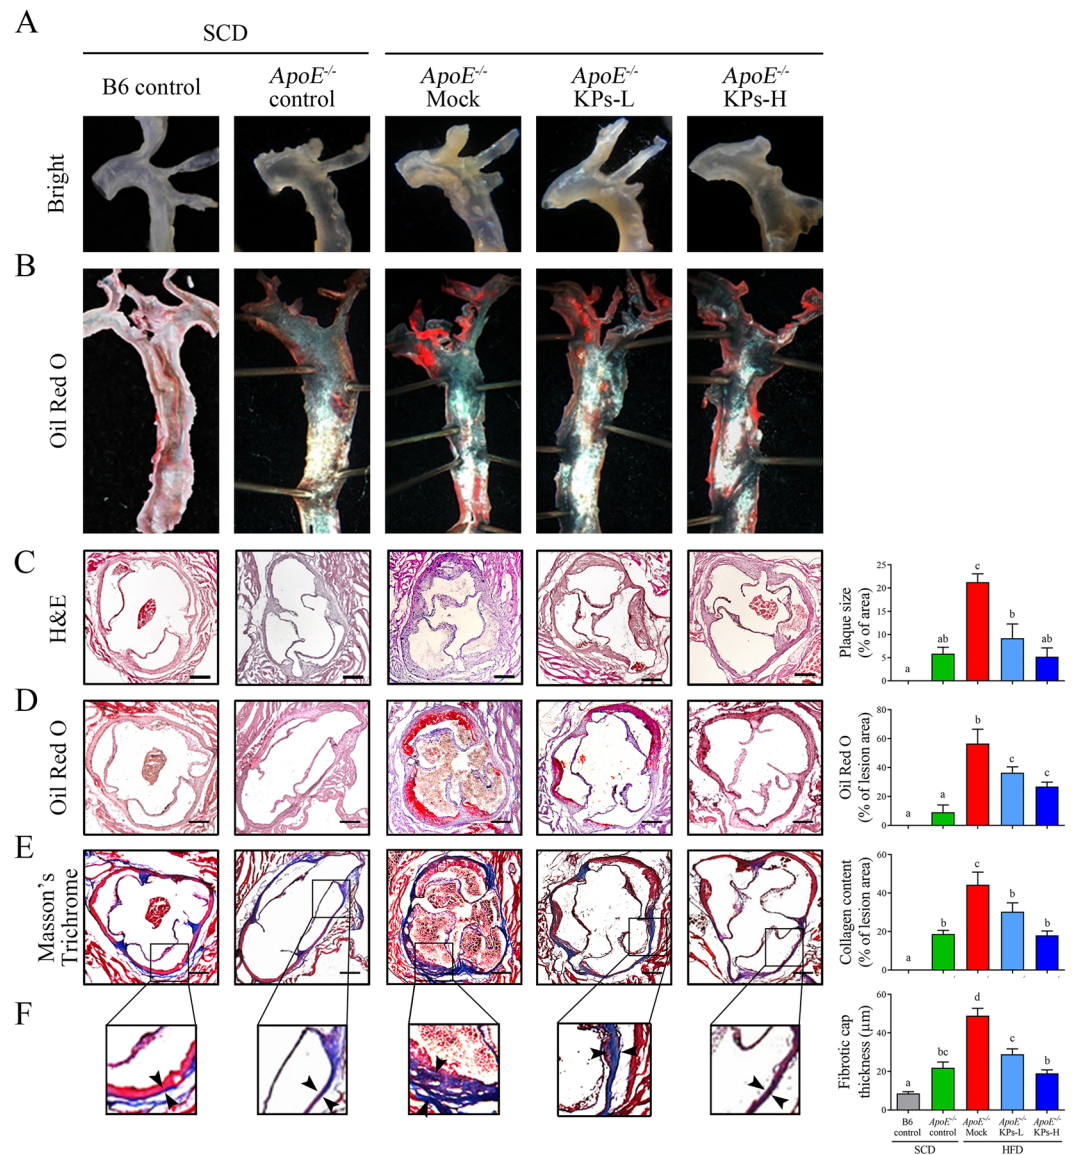 A
SCD
B6 control
ApoE-/-
control
ApoE-/-
Mock
ApoE-/-
KPs-L
ApoE-/-
KPs-H
Bright
B
Oil Red O
C
H&E
Plaque size
(% of area)
25
20
15
10
5
0
a
ab
c
b
ab
D
Oil Red O
Oil Red O
(% of lesion area)
80
60
40
20
0
a
a
b
c
c
E
Masson's
Trichrome
Collagen content
(% of lesion area)
60
40
20
0
a
b
c
b
b
F
Fibrotic cap
thickness (μm)
60
40
20
0
a
bc
d
c
b
B6
control
ApoE-/-
control
ApoE-/-
Mock
ApoE-/-
KPs-L
ApoE-/-
KPs-H
SCD
HFD